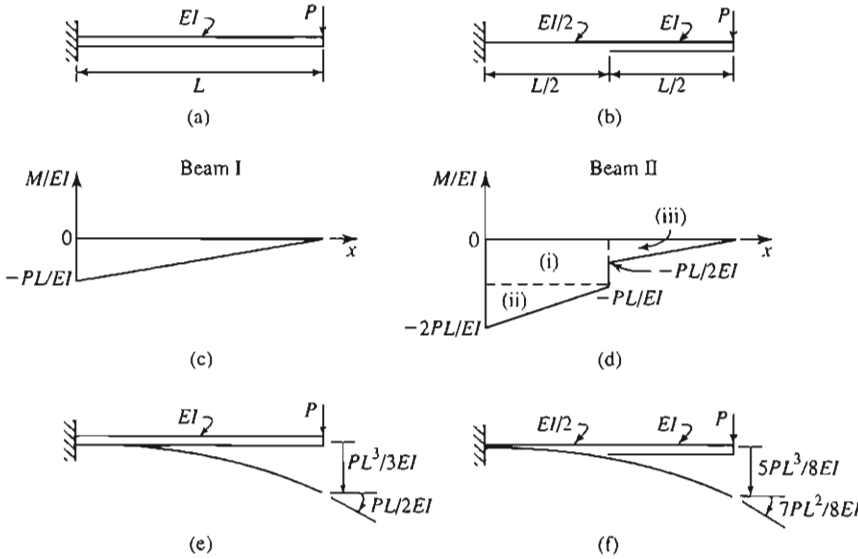 EI P
L
(a)
EI/2 EI P
L/2 L/2
(b)
Beam I
M/EI
0
x
−PL/EI
(c)
Beam II
M/EI
(iii)
0
x
(i)
−PL/2EI
(ii)
−PL/EI
−2PL/EI
(d)
EI P
PL³/3EI
PL/2EI
(e)
EI/2 EI P
5PL³/8EI
7PL²/8EI
(f)